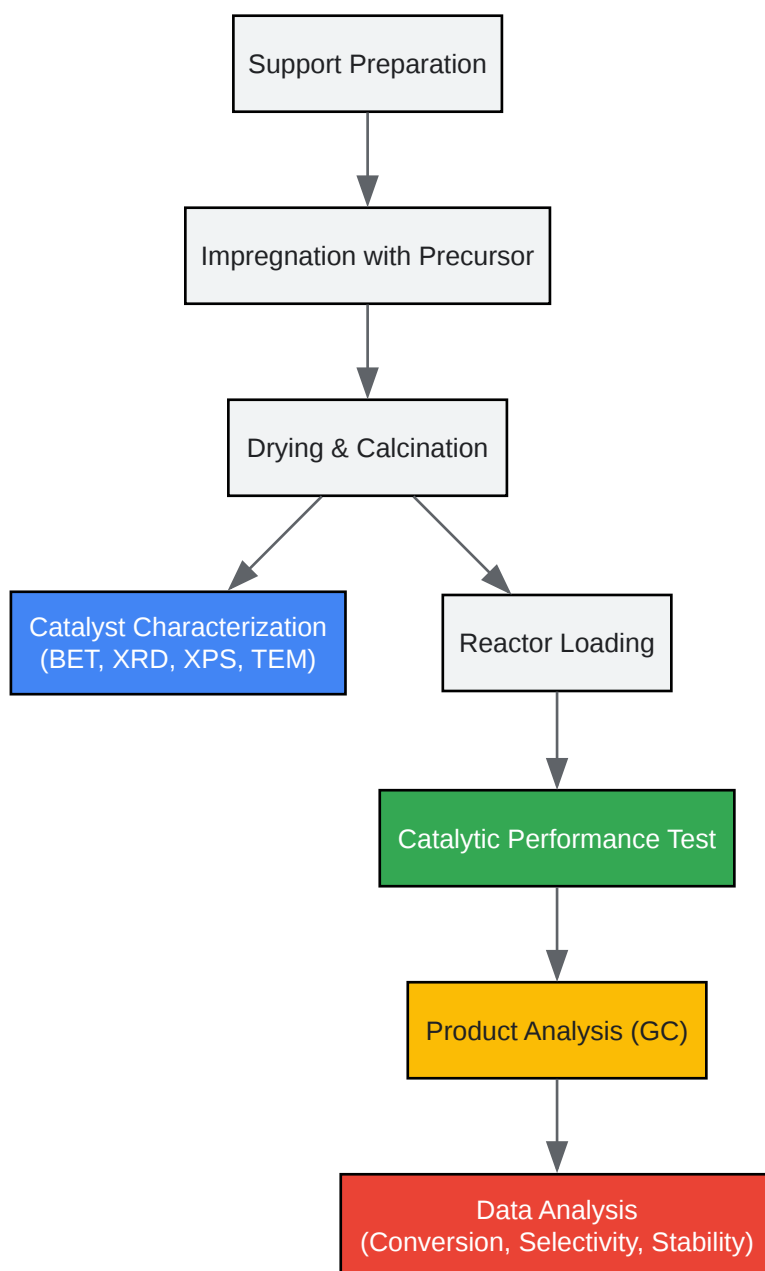 Support Preparation
Impregnation with Precursor
Drying & Calcination
Catalyst Characterization
(BET, XRD, XPS, TEM)
Reactor Loading
Catalytic Performance Test
Product Analysis (GC)
Data Analysis
(Conversion, Selectivity, Stability)